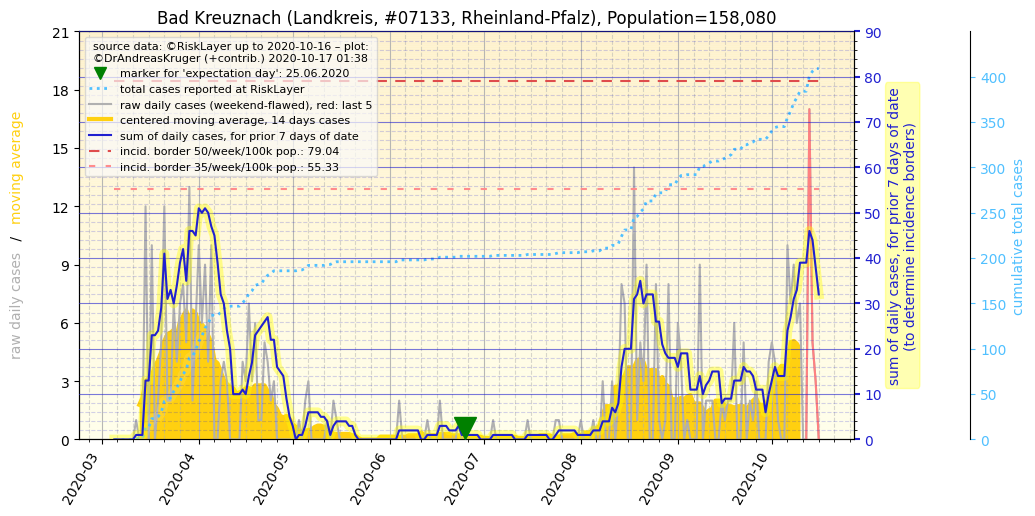 Bad Kreuznach (Landkreis, #07133, Rheinland-Pfalz), Population=158,080
source data: ©RiskLayer up to 2020-10-16 – plot:
©DrAndreasKruger (+contrib.) 2020-10-17 01:38
marker for 'expectation day': 25.06.2020
total cases reported at RiskLayer
raw daily cases (weekend-flawed), red: last 5
centered moving average, 14 days cases
sum of daily cases, for prior 7 days of date
incid. border 50/week/100k pop.: 79.04
incid. border 35/week/100k pop.: 55.33
raw daily cases / moving average
21
18
15
12
9
6
3
0
90
80
70
60
50
40
30
20
10
0
sum of daily cases, for prior 7 days of date
(to determine incidence borders)
400
350
300
250
200
150
100
50
0
cumulative total cases
2020-03
2020-04
2020-05
2020-06
2020-07
2020-08
2020-09
2020-10